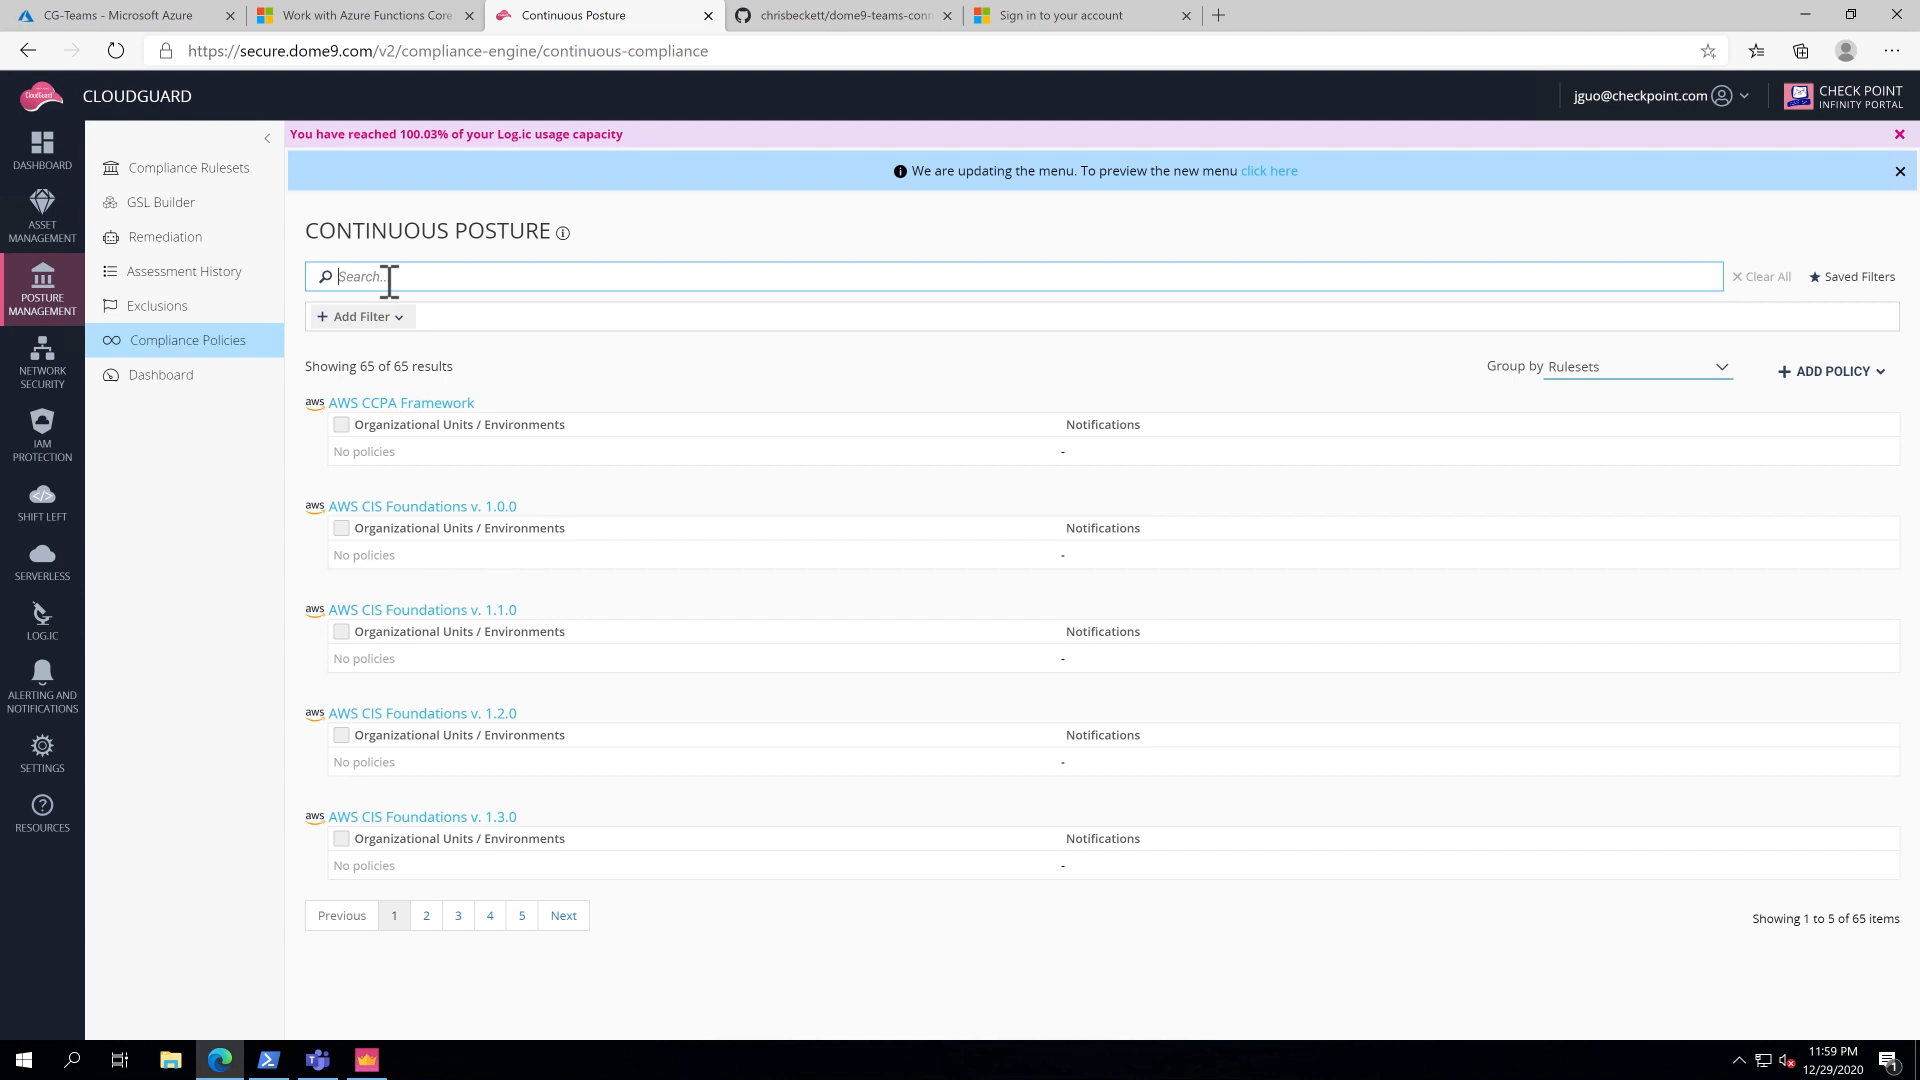 CG-Teams - Microsoft Azure
Work with Azure Functions Core
Continuous Posture
chrisbeckett/dome9-teams-conn
Sign in to your account
https://secure.dome9.com/v2/compliance-engine/continuous-compliance
CloudGuard
CLOUDGUARD
jguo@checkpoint.com
CHECK POINT
INFINITY PORTAL
DASHBOARD
ASSET
MANAGEMENT
POSTURE
MANAGEMENT
NETWORK
SECURITY
IAM
PROTECTION
SHIFT LEFT
SERVERLESS
LOG.IC
ALERTING AND
NOTIFICATIONS
SETTINGS
RESOURCES
Compliance Rulesets
GSL Builder
Remediation
Assessment History
Exclusions
Compliance Policies
Dashboard
You have reached 100.03% of your Log.ic usage capacity
We are updating the menu. To preview the new menu click here
CONTINUOUS POSTURE
Search...
Clear All
Saved Filters
+ Add Filter
Showing 65 of 65 results
Group by Rulesets
+ ADD POLICY
aws AWS CCPA Framework
Organizational Units / Environments Notifications
No policies -
aws AWS CIS Foundations v. 1.0.0
Organizational Units / Environments Notifications
No policies -
aws AWS CIS Foundations v. 1.1.0
Organizational Units / Environments Notifications
No policies -
aws AWS CIS Foundations v. 1.2.0
Organizational Units / Environments Notifications
No policies -
aws AWS CIS Foundations v. 1.3.0
Organizational Units / Environments Notifications
No policies -
Previous 1 2 3 4 5 Next
Showing 1 to 5 of 65 items
11:59 PM
12/29/2020
1